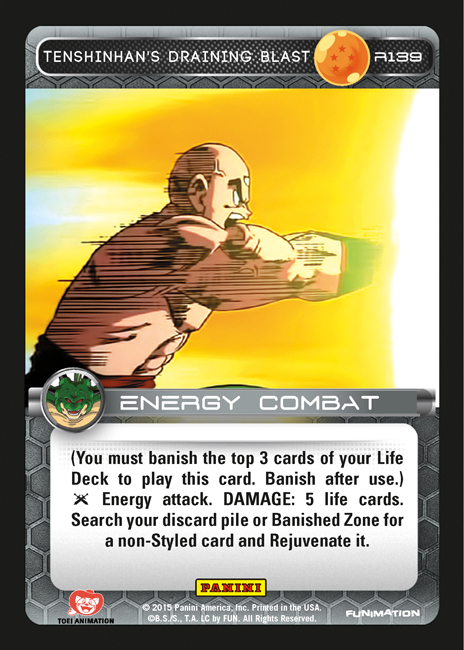 TENSHINHAN'S DRAINING BLAST R139
ENERGY COMBAT
(You must banish the top 3 cards of your Life
Deck to play this card. Banish after use.)
Energy attack. DAMAGE: 5 life cards.
Search your discard pile or Banished Zone for
a non-Styled card and Rejuvenate it.
PANINI
© 2015 Panini America, Inc. Printed in the USA.
©B.S./S., T.A. LC by FUN. All Rights Reserved.
TOEI ANIMATION
FUNIMATION